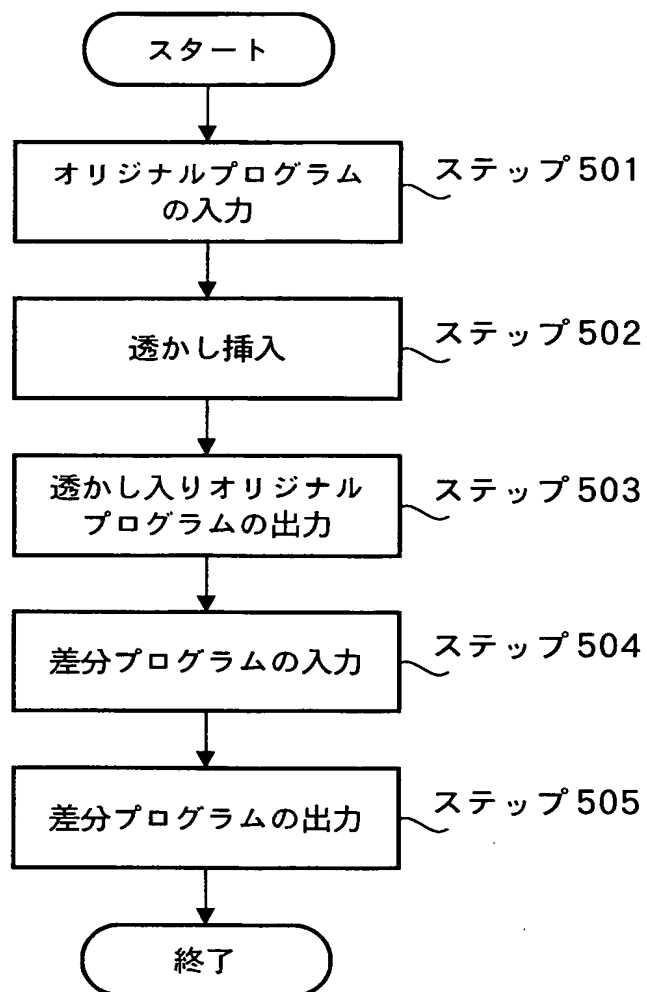 スタート
オリジナルプログラム
の入力
ステップ501
透かし挿入
ステップ502
透かし入りオリジナル
プログラムの出力
ステップ503
差分プログラムの入力
ステップ504
差分プログラムの出力
ステップ505
終了